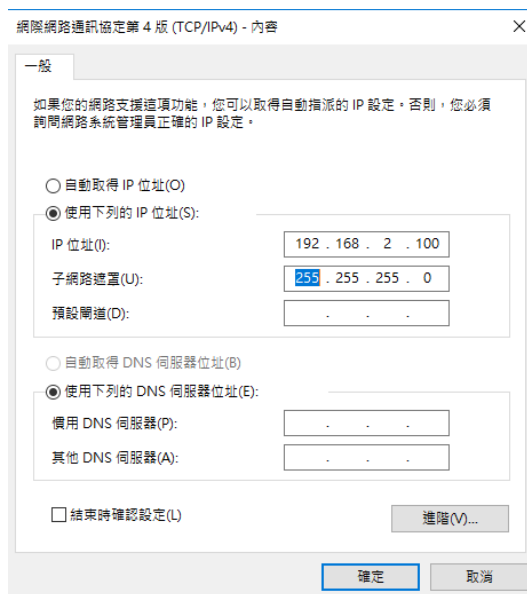 網際網路通訊協定第 4 版 (TCP/IPv4) - 內容
一般
如果您的網路支援這項功能，您可以取得自動指派的 IP 設定。否則，您必須
詢問網路系統管理員正確的 IP 設定。
自動取得 IP 位址(O)
使用下列的 IP 位址(S):
IP 位址(I): 192 . 168 . 2 . 100
子網路遮罩(U): 255 . 255 . 255 . 0
預設閘道(D): . . .
自動取得 DNS 伺服器位址(B)
使用下列的 DNS 伺服器位址(E):
慣用 DNS 伺服器(P): . . .
其他 DNS 伺服器(A): . . .
結束時確認設定(L)
進階(V)...
確定 取消